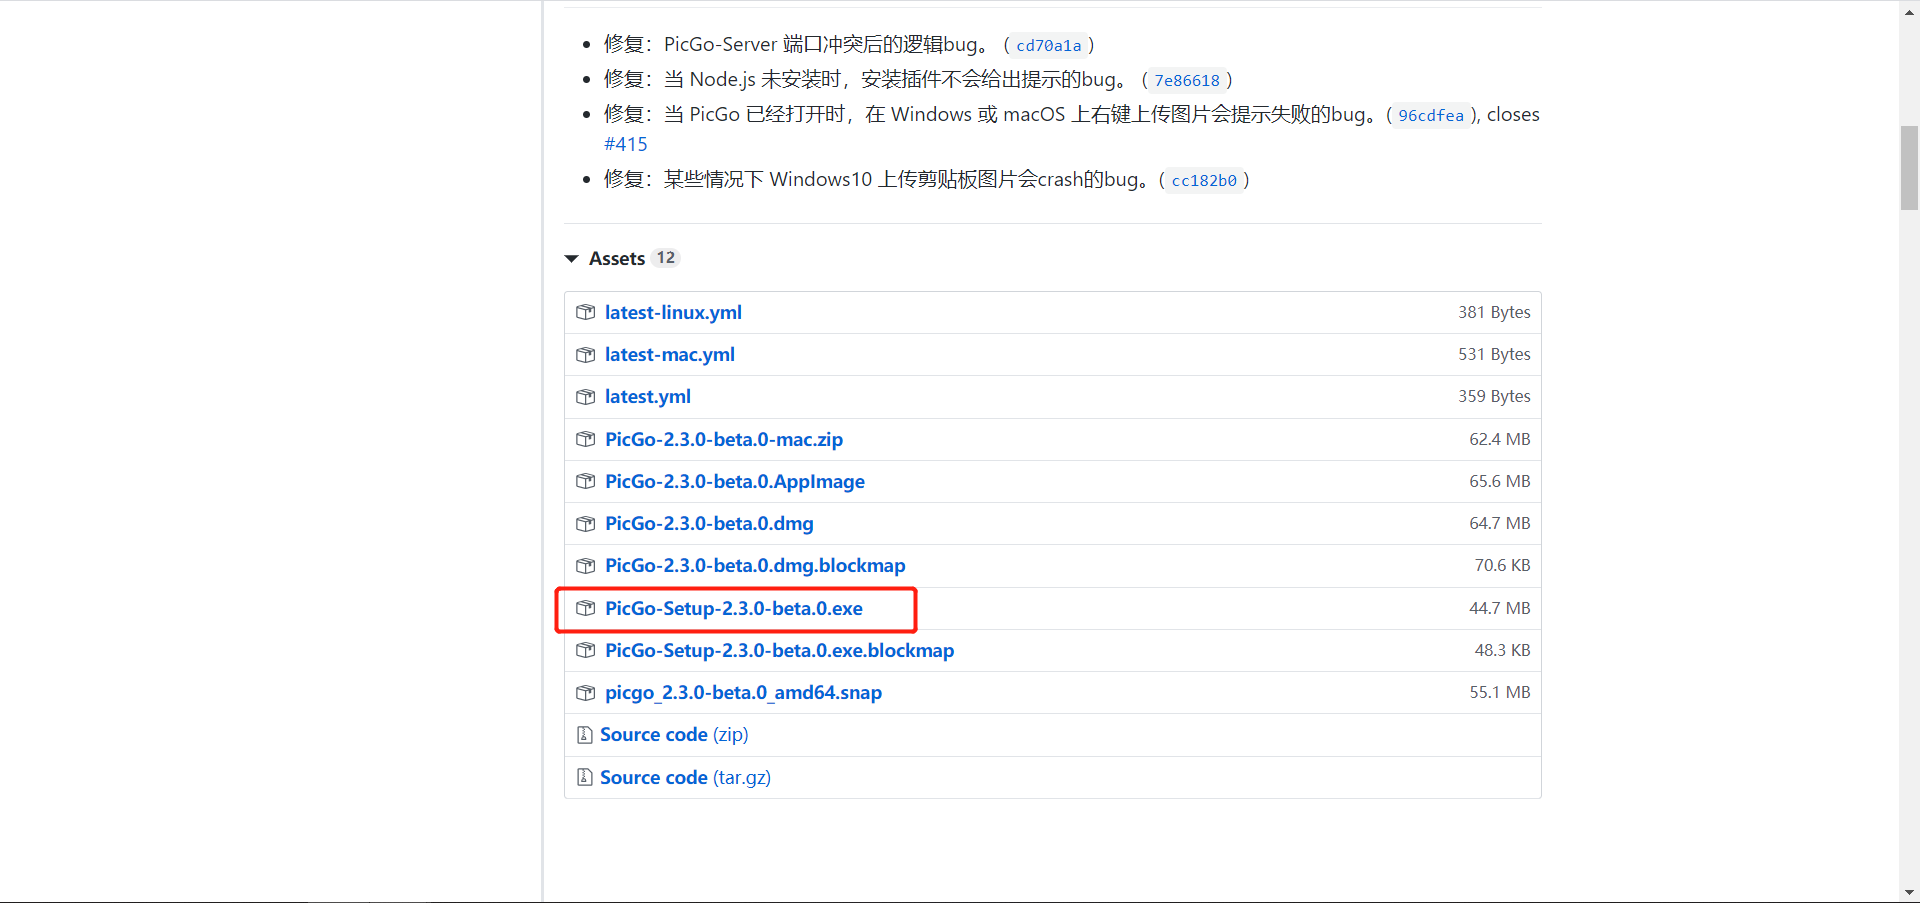 修复：PicGo-Server 端口冲突后的逻辑bug。 ( cd70a1a )
修复：当 Node.js 未安装时，安装插件不会给出提示的bug。 ( 7e86618 )
修复：当 PicGo 已经打开时，在 Windows 或 macOS 上右键上传图片会提示失败的bug。( 96cdfea ), closes
#415
修复：某些情况下 Windows10 上传剪贴板图片会crash的bug。( cc182b0 )
Assets 12
latest-linux.yml 381 Bytes
latest-mac.yml 531 Bytes
latest.yml 359 Bytes
PicGo-2.3.0-beta.0-mac.zip 62.4 MB
PicGo-2.3.0-beta.0.AppImage 65.6 MB
PicGo-2.3.0-beta.0.dmg 64.7 MB
PicGo-2.3.0-beta.0.dmg.blockmap 70.6 KB
PicGo-Setup-2.3.0-beta.0.exe 44.7 MB
PicGo-Setup-2.3.0-beta.0.exe.blockmap 48.3 KB
picgo_2.3.0-beta.0_amd64.snap 55.1 MB
Source code (zip)
Source code (tar.gz)